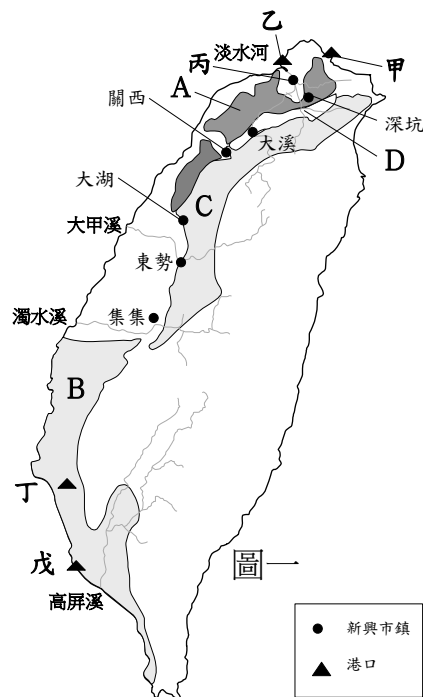 乙
淡水河
甲
丙
A
關西
深坑
大溪
D
大湖
C
大甲溪
東勢
濁水溪
集集
B
丁
戊
圖一
高屏溪
新興市鎮
港口